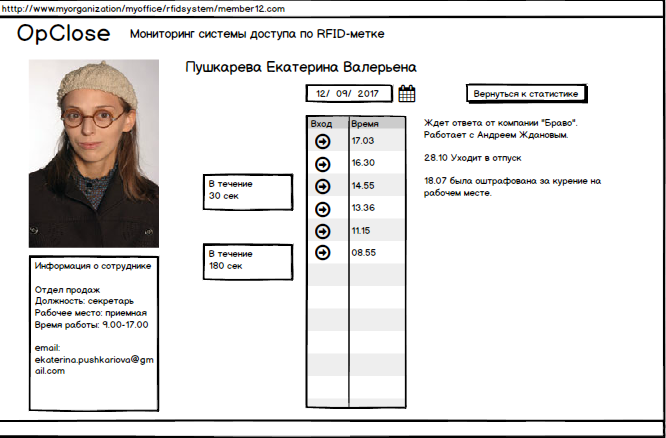 http://www.myorganization/myoffice/rfidsystem/member12.com
OpClose Мониторинг системы доступа по RFID-метке
Пушкарева Екатерина Валерьена
12/ 09/ 2017
Вернуться к статистике
Вход Время
17.03
16.30
14.55
13.36
11.15
08.55
В течение
30 сек
В течение
180 сек
Ждет ответа от компании "Браво".
Работает с Андреем Ждановым.
28.10 Уходит в отпуск
18.07 была оштрафована за курение на
рабочем месте.
Информация о сотруднике
Отдел продаж
Должность: секретарь
Рабочее место: приемная
Время работы: 9.00-17.00
email:
ekaterina.pushkariova@gm
ail.com